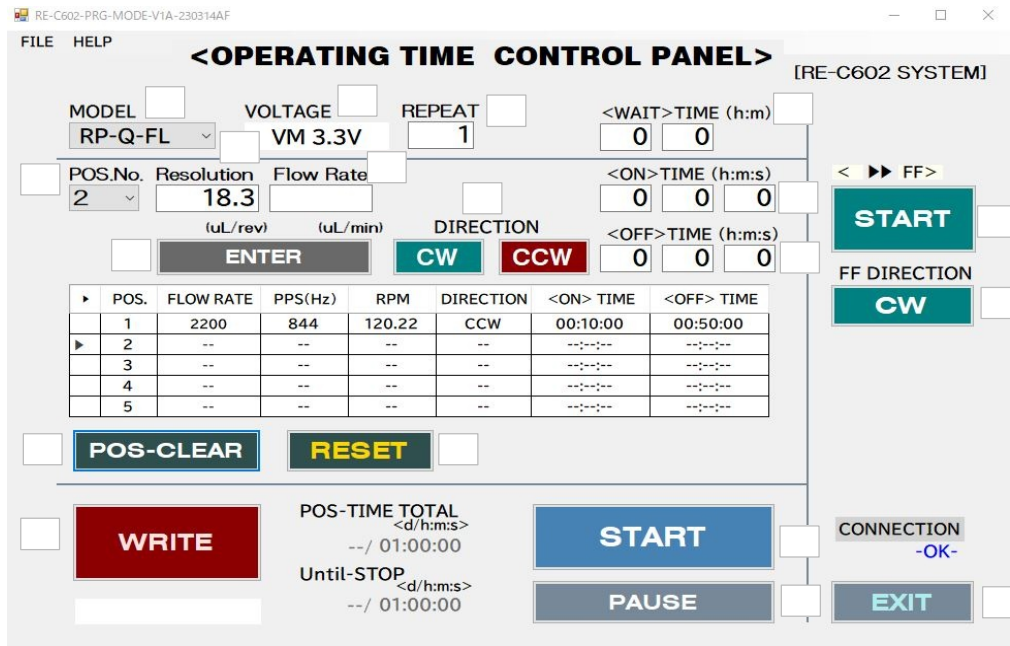 RE-C602-PRG-MODE-V1A-230314AF
FILE HELP
<OPERATING TIME CONTROL PANEL>
[RE-C602 SYSTEM]
MODEL VOLTAGE REPEAT <WAIT>TIME (h:m)
RP-Q-FL VM 3.3V 1 0 0
POS.No. Resolution Flow Rate <ON>TIME (h:m:s)
2 18.3 0 0 0
(uL/rev) (uL/min) DIRECTION <OFF>TIME (h:m:s)
ENTER CW CCW 0 0 0
< ▶▶ FF>
START
FF DIRECTION
CW
POS. FLOW RATE PPS(Hz) RPM DIRECTION <ON> TIME <OFF> TIME
1 2200 844 120.22 CCW 00:10:00 00:50:00
2 -- -- -- -- --:--:-- --:--:--
3 -- -- -- -- --:--:-- --:--:--
4 -- -- -- -- --:--:-- --:--:--
5 -- -- -- -- --:--:-- --:--:--
POS-CLEAR RESET
WRITE
POS-TIME TOTAL
<d/h:m:s>
--/ 01:00:00
Until-STOP
<d/h:m:s>
--/ 01:00:00
START
PAUSE
CONNECTION
-OK-
EXIT